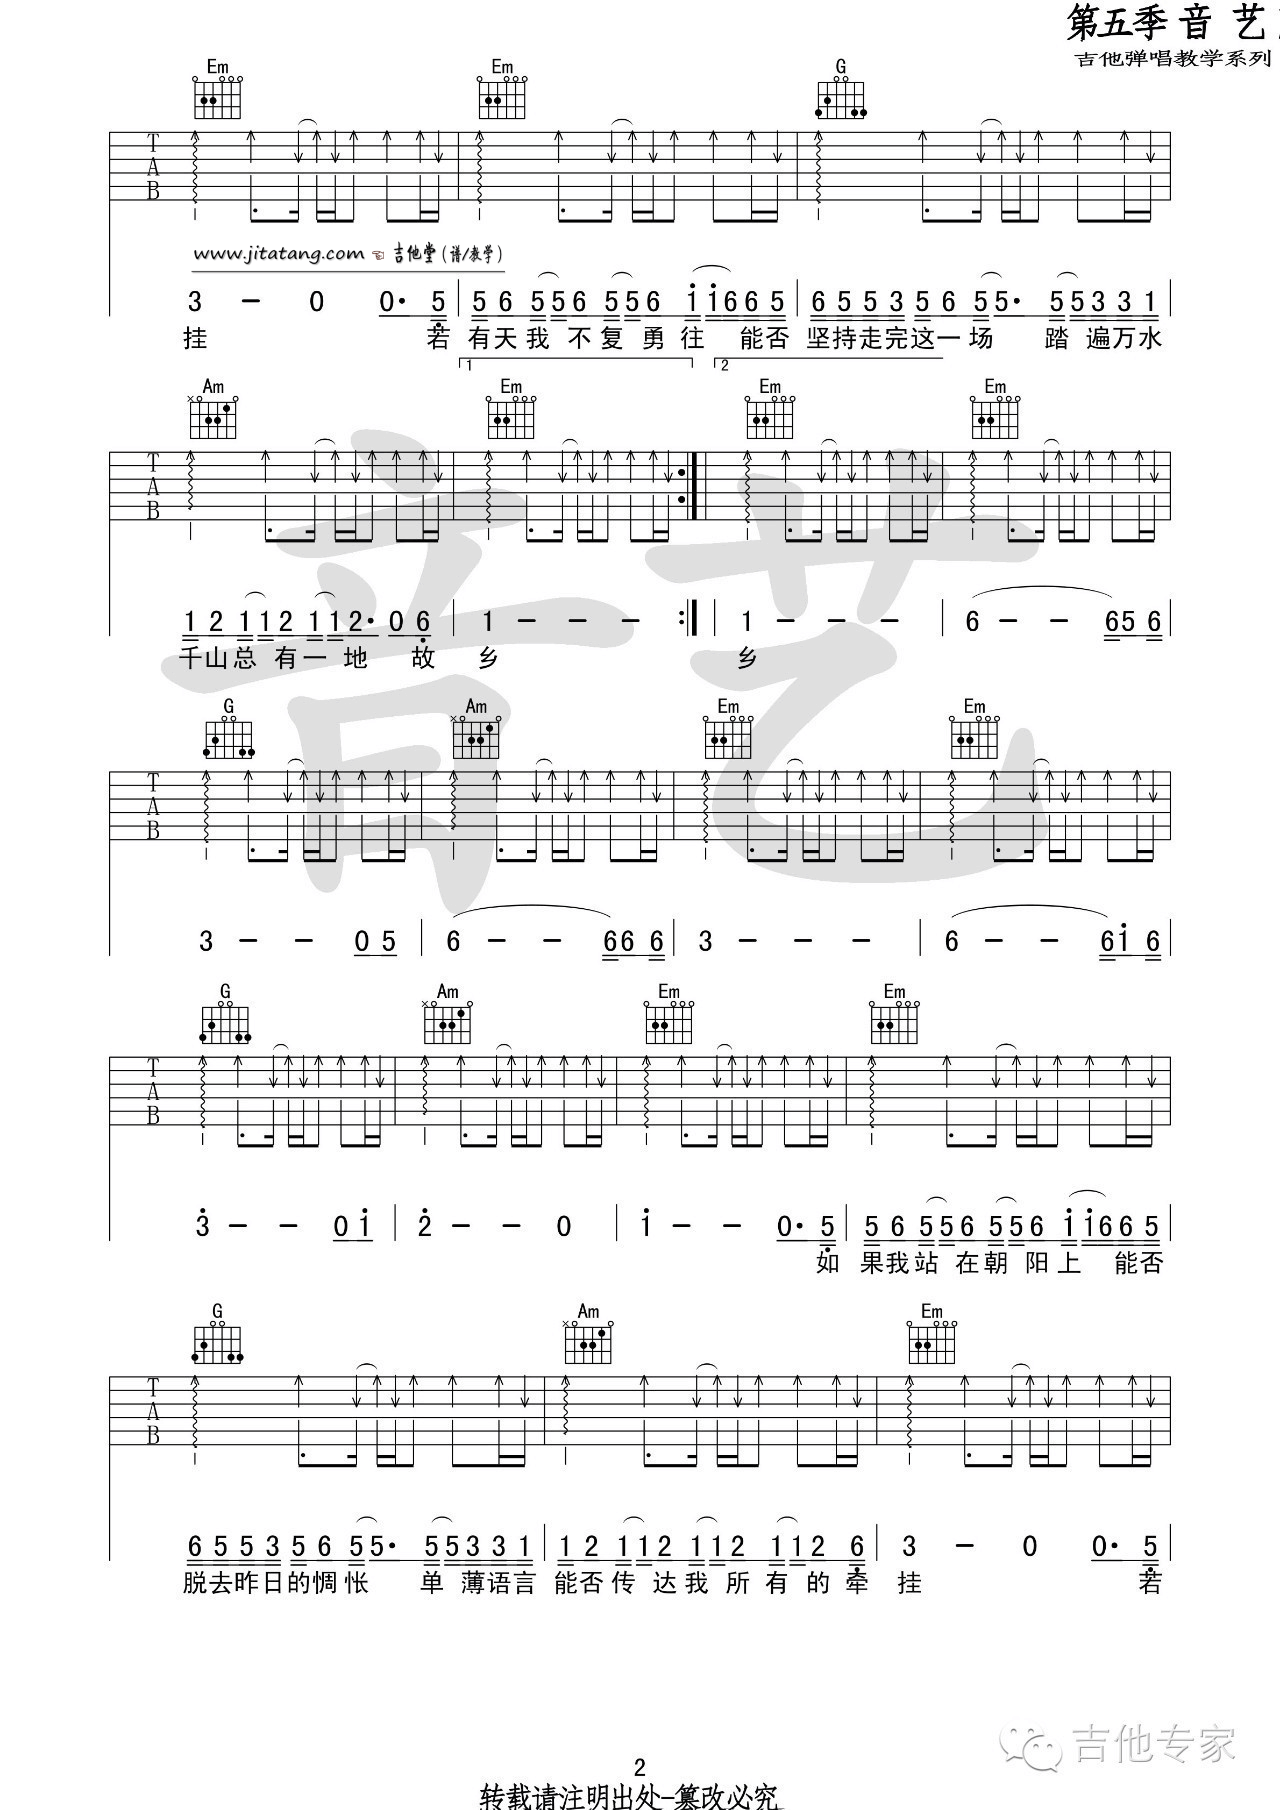 第五季 音 艺
吉他弹唱教学系列
Em Em G
T A B
www.jitatang.com ☜ 吉他堂(谱/教学)
3 — 0 0· 5 | 5 6 5 5 6 5 5 6 1 1 6 6 5 | 6 5 5 3 5 6 5 5· 5 5 3 3 1
挂 若 有天我 不 复 勇 往 能否 坚持走完这一场 踏 遍万水
1 2
Am Em Em Em
T A B
1 2 1 1 2 1 1 2· 0 6 | 1 — — — :| 1 — — — | 6 — — 6 5 6
千山总 有一 地 故 乡 乡
G Am Em Em
T A B
3 — — 0 5 | 6 — — 6 6 6 | 3 — — — | 6 — — 6 1 6
G Am Em Em
T A B
3 — — 0 1 | 2 — — 0 | 1 — — 0· 5 | 5 6 5 5 6 5 5 6 1 1 6 6 5
如 果我站 在朝 阳上 能否
G Am Em
T A B
6 5 5 3 5 6 5 5· 5 5 3 3 1 | 1 2 1 1 2 1 1 2 1 1 2 6 | 3 — 0 0· 5
脱去昨日的惆 怅 单 薄语言 能否传 达我 所 有 的 牵 挂 若
吉他专家
2
转载请注明出处-篡改必究
音艺